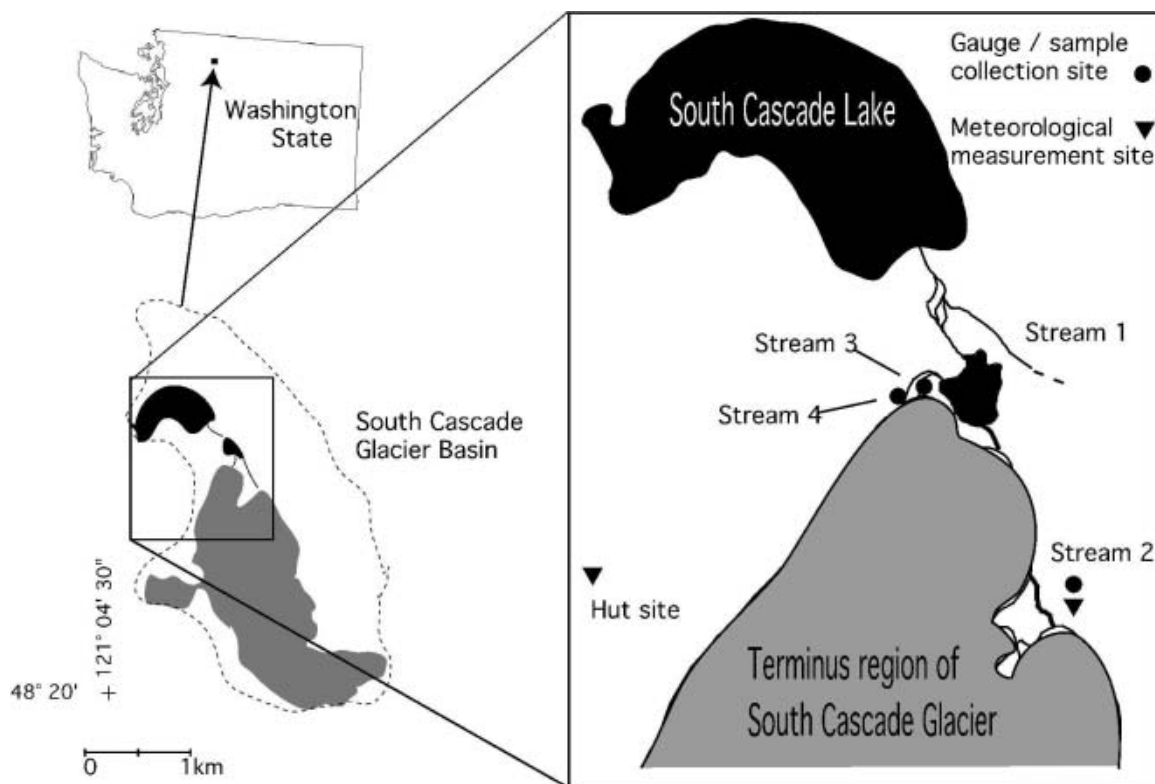 Washington
State
South Cascade
Glacier Basin
48° 20'
+ 121° 04' 30"
0 1km
Gauge / sample
collection site
Meteorological
measurement site
South Cascade Lake
Stream 1
Stream 3
Stream 4
Stream 2
Hut site
Terminus region of
South Cascade Glacier